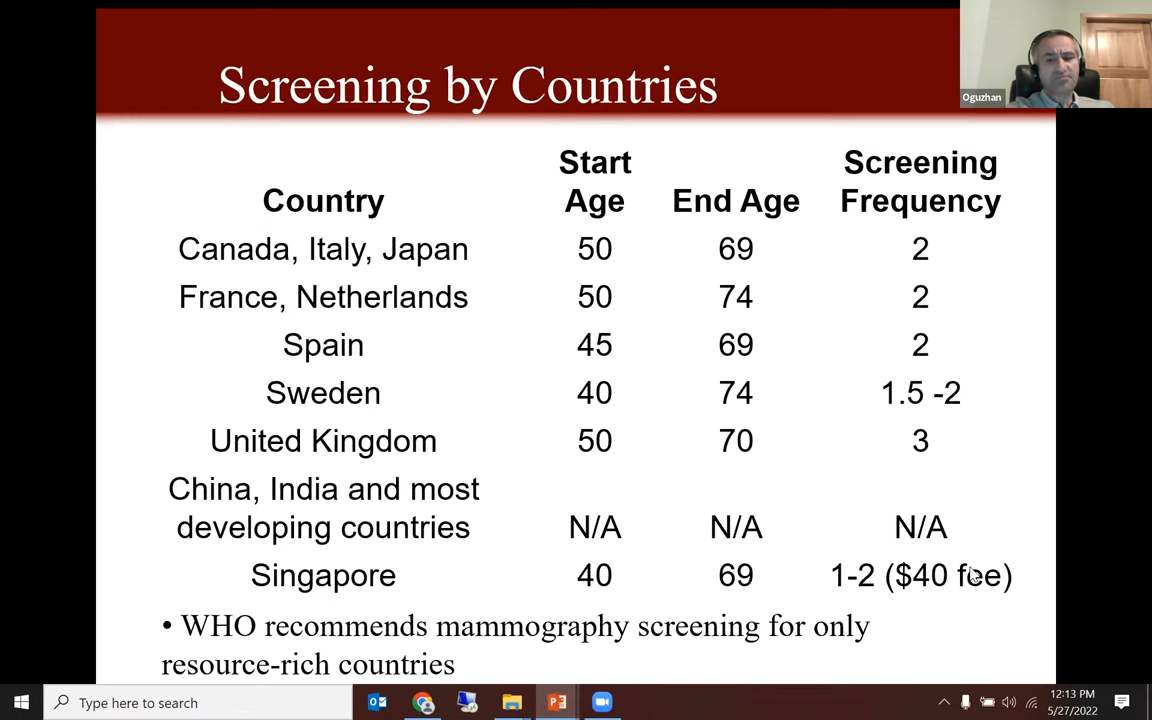 Screening by Countries
Oguzhan
Start Screening
Country Age End Age Frequency
Canada, Italy, Japan 50 69 2
France, Netherlands 50 74 2
Spain 45 69 2
Sweden 40 74 1.5 -2
United Kingdom 50 70 3
China, India and most
developing countries N/A N/A N/A
Singapore 40 69 1-2 ($40 fee)
• WHO recommends mammography screening for only
resource-rich countries
Type here to search
12:13 PM
5/27/2022